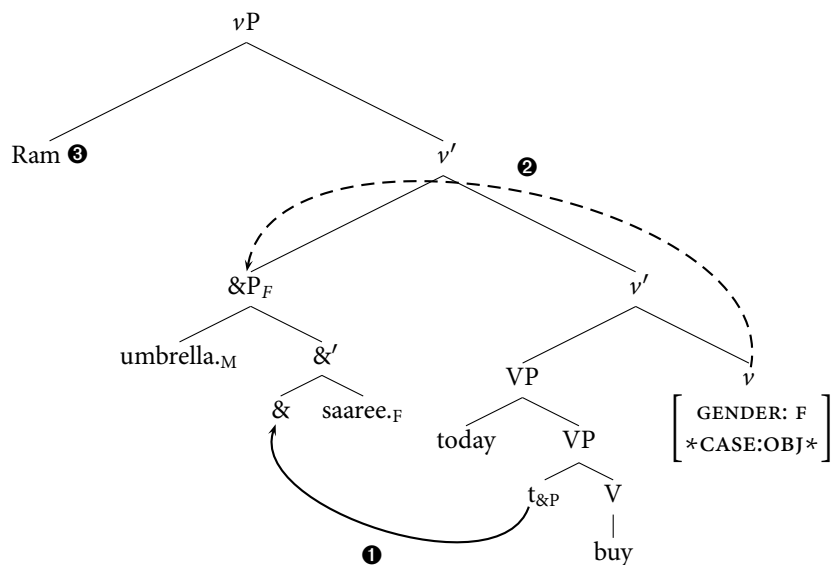 vP
Ram ❸ v′ ❷
&P_F v′
umbrella._M &′ VP v
& saaree._F today VP [ GENDER: F
*CASE:OBJ* ]
t_&P V
❶ buy